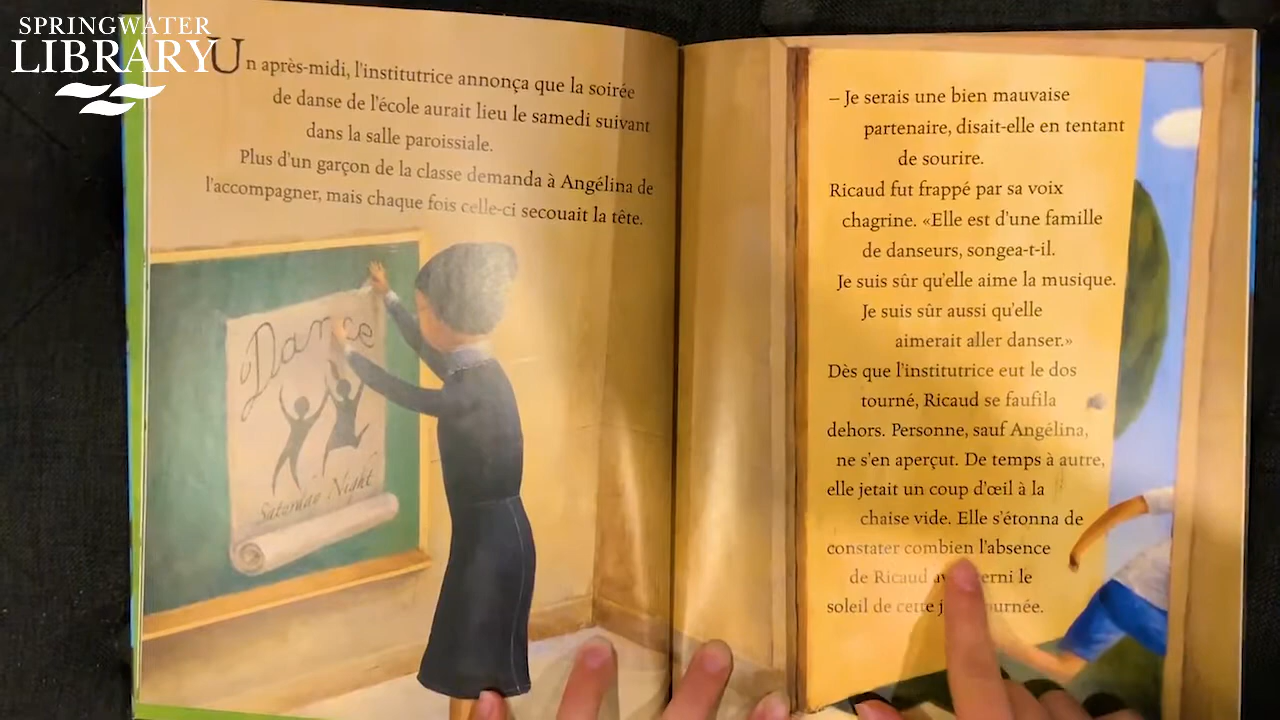 SPRINGWATER
LIBRARY
Un après-midi, l'institutrice annonça que la soirée
de danse de l'école aurait lieu le samedi suivant
dans la salle paroissiale.
Plus d'un garçon de la classe demanda à Angélina de
l'accompagner, mais chaque fois celle-ci secouait la tête.
Dance
Saturday Night
– Je serais une bien mauvaise
partenaire, disait-elle en tentant
de sourire.
Ricaud fut frappé par sa voix
chagrine. «Elle est d'une famille
de danseurs, songea-t-il.
Je suis sûr qu'elle aime la musique.
Je suis sûr aussi qu'elle
aimerait aller danser.»
Dès que l'institutrice eut le dos
tourné, Ricaud se faufila
dehors. Personne, sauf Angélina,
ne s'en aperçut. De temps à autre,
elle jetait un coup d'œil à la
chaise vide. Elle s'étonna de
constater combien l'absence
de Ricaud le
soleil de cette